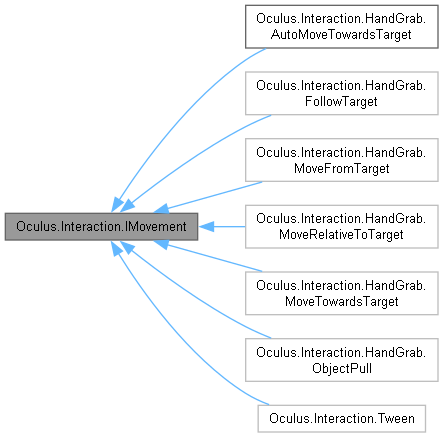 Oculus.Interaction.HandGrab.
AutoMoveTowardsTarget
Oculus.Interaction.HandGrab.
FollowTarget
Oculus.Interaction.HandGrab.
MoveFromTarget
Oculus.Interaction.IMovement
Oculus.Interaction.HandGrab.
MoveRelativeToTarget
Oculus.Interaction.HandGrab.
MoveTowardsTarget
Oculus.Interaction.HandGrab.
ObjectPull
Oculus.Interaction.Tween